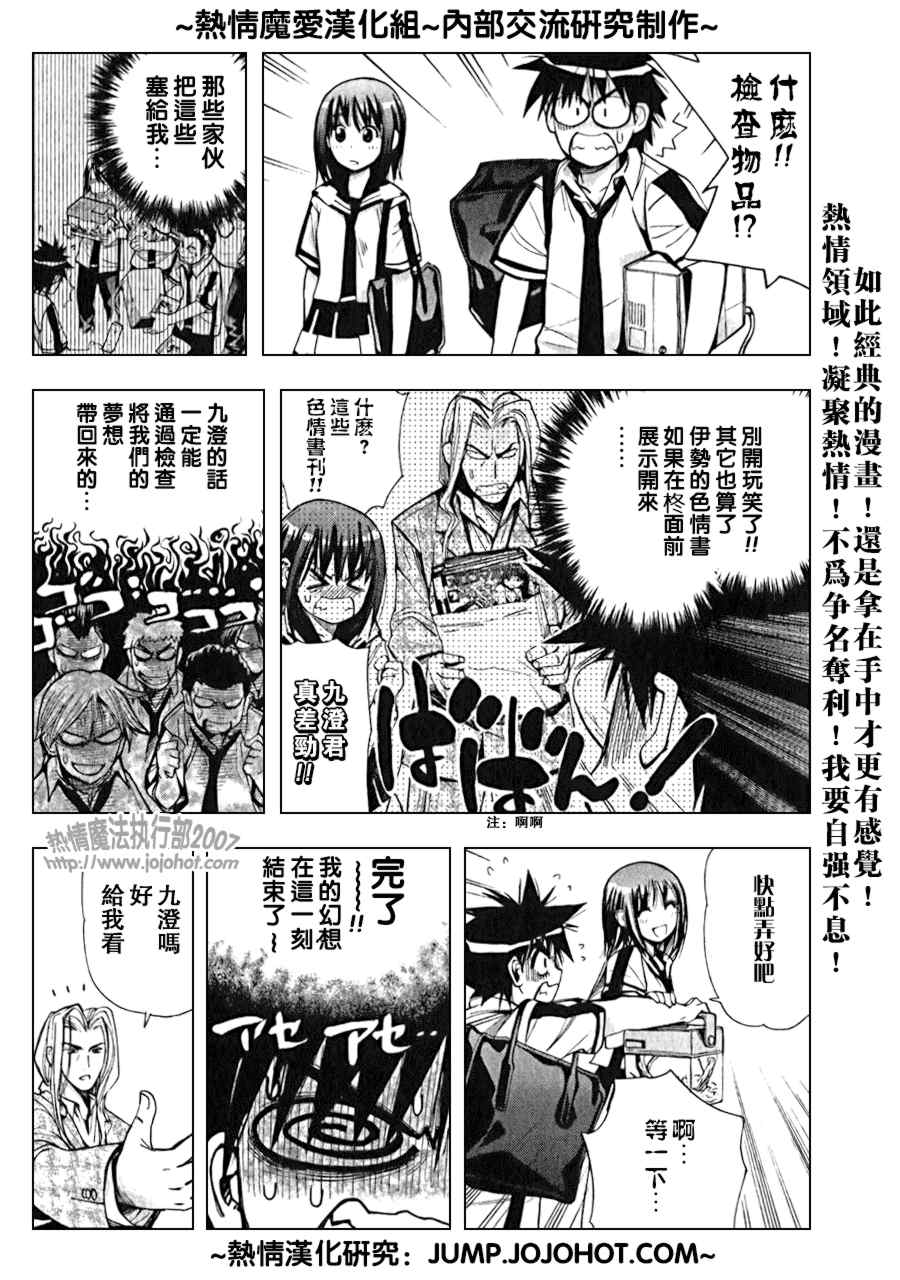 ~熱情魔愛漢化組~內部交流研究制作~
什麽!!
檢查物品!?
那些家伙
把這些
塞給我…
別開玩笑了!!
其它也算了
伊勢的色情書
如果在柊面前
展示開來
……
什麽?
這些
色情書刊!!
九澄君
真差勁!!
ばばーん!
注：啊啊
九澄的話
一定能
通過檢查
將我們的
夢想
帶回來的…
ゴゴゴゴゴ
快點弄好吧
啊…
等一下…
完了
~~~~!!
我的幻想
在這一刻
結束了~
アセアセ…
九澄嗎
好
給我看
如此經典的漫畫！還是拿在手中才更有感覺！
熱情領域！凝聚熱情！不爲争名奪利！我要自强不息！
熱情魔法执行部2007
http://www.jojohot.com
~熱情漢化研究：JUMP.JOJOHOT.COM~